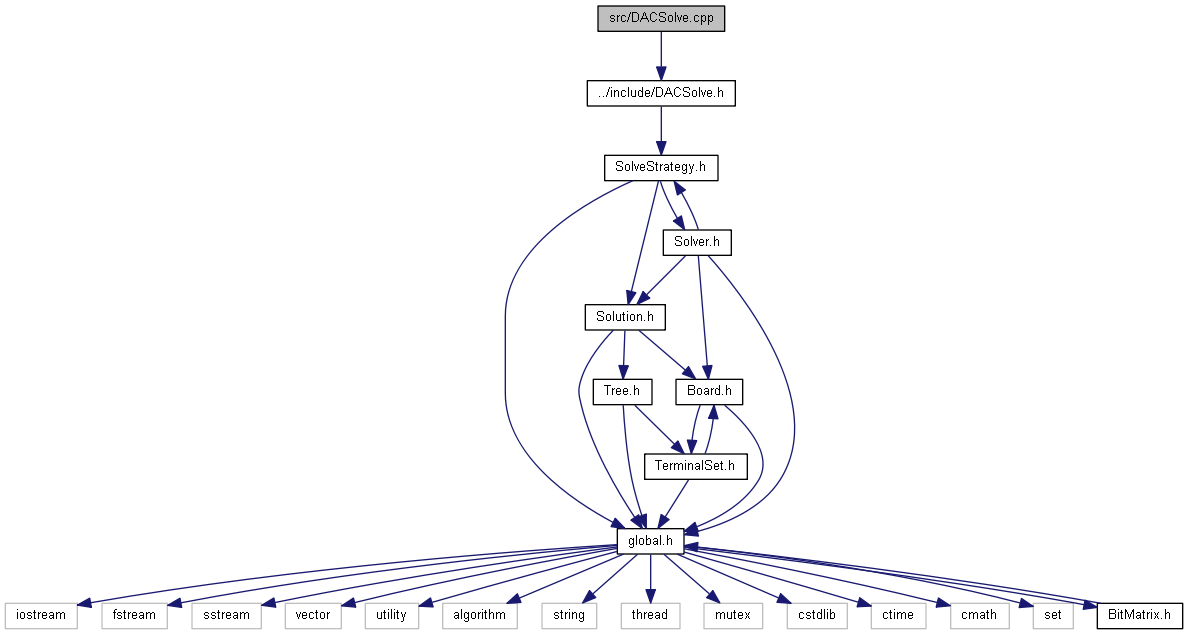 src/DACSolve.cpp
../include/DACSolve.h
SolveStrategy.h
Solver.h
Solution.h
Tree.h
Board.h
TerminalSet.h
global.h
iostream
fstream
sstream
vector
utility
algorithm
string
thread
mutex
cstdlib
ctime
cmath
set
BitMatrix.h